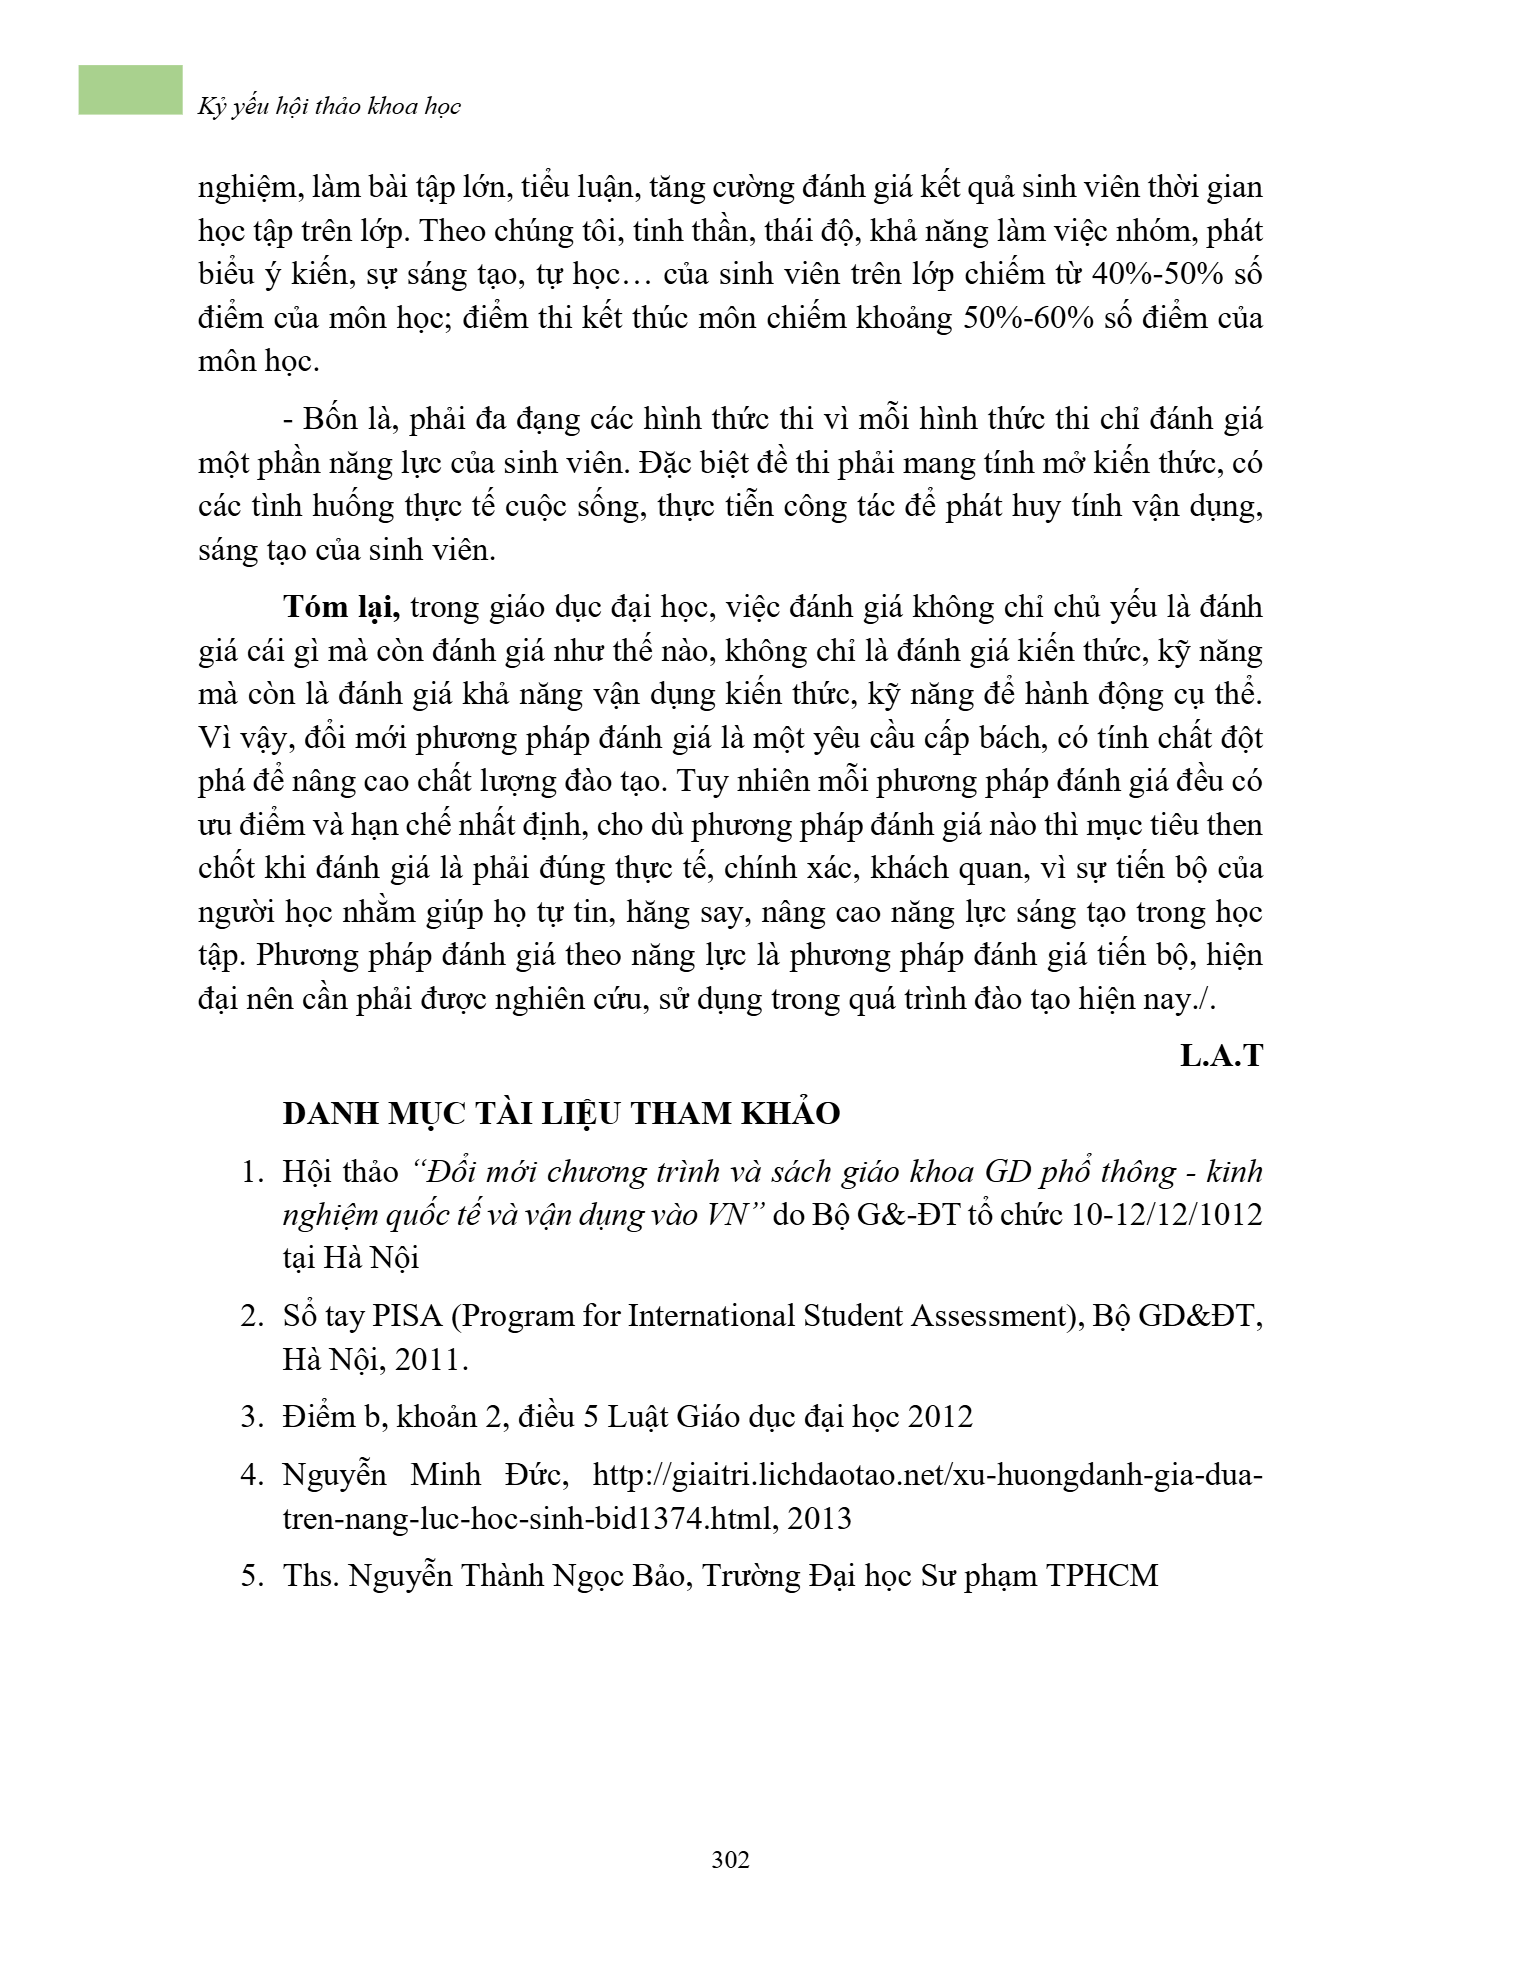 Kỷ yếu hội thảo khoa học
nghiệm, làm bài tập lớn, tiểu luận, tăng cường đánh giá kết quả sinh viên thời gian
học tập trên lớp. Theo chúng tôi, tinh thần, thái độ, khả năng làm việc nhóm, phát
biểu ý kiến, sự sáng tạo, tự học… của sinh viên trên lớp chiếm từ 40%-50% số
điểm của môn học; điểm thi kết thúc môn chiếm khoảng 50%-60% số điểm của
môn học.
- Bốn là, phải đa đạng các hình thức thi vì mỗi hình thức thi chỉ đánh giá
một phần năng lực của sinh viên. Đặc biệt đề thi phải mang tính mở kiến thức, có
các tình huống thực tế cuộc sống, thực tiễn công tác để phát huy tính vận dụng,
sáng tạo của sinh viên.
Tóm lại, trong giáo dục đại học, việc đánh giá không chỉ chủ yếu là đánh
giá cái gì mà còn đánh giá như thế nào, không chỉ là đánh giá kiến thức, kỹ năng
mà còn là đánh giá khả năng vận dụng kiến thức, kỹ năng để hành động cụ thể.
Vì vậy, đổi mới phương pháp đánh giá là một yêu cầu cấp bách, có tính chất đột
phá để nâng cao chất lượng đào tạo. Tuy nhiên mỗi phương pháp đánh giá đều có
ưu điểm và hạn chế nhất định, cho dù phương pháp đánh giá nào thì mục tiêu then
chốt khi đánh giá là phải đúng thực tế, chính xác, khách quan, vì sự tiến bộ của
người học nhằm giúp họ tự tin, hăng say, nâng cao năng lực sáng tạo trong học
tập. Phương pháp đánh giá theo năng lực là phương pháp đánh giá tiến bộ, hiện
đại nên cần phải được nghiên cứu, sử dụng trong quá trình đào tạo hiện nay./.
L.A.T
DANH MỤC TÀI LIỆU THAM KHẢO
1. Hội thảo “Đổi mới chương trình và sách giáo khoa GD phổ thông - kinh
nghiệm quốc tế và vận dụng vào VN” do Bộ G&-ĐT tổ chức 10-12/12/1012
tại Hà Nội
2. Sổ tay PISA (Program for International Student Assessment), Bộ GD&ĐT,
Hà Nội, 2011.
3. Điểm b, khoản 2, điều 5 Luật Giáo dục đại học 2012
4. Nguyễn Minh Đức, http://giaitri.lichdaotao.net/xu-huongdanh-gia-dua-
tren-nang-luc-hoc-sinh-bid1374.html, 2013
5. Ths. Nguyễn Thành Ngọc Bảo, Trường Đại học Sư phạm TPHCM
302